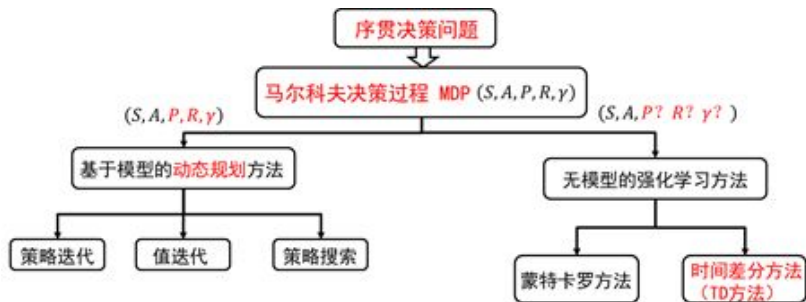 序贯决策问题
马尔科夫决策过程 MDP (S,A,P,R,γ)
(S,A,P,R,γ)
(S,A,P? R? γ? )
基于模型的动态规划方法
无模型的强化学习方法
策略迭代
值迭代
策略搜索
蒙特卡罗方法
时间差分方法
（TD方法）